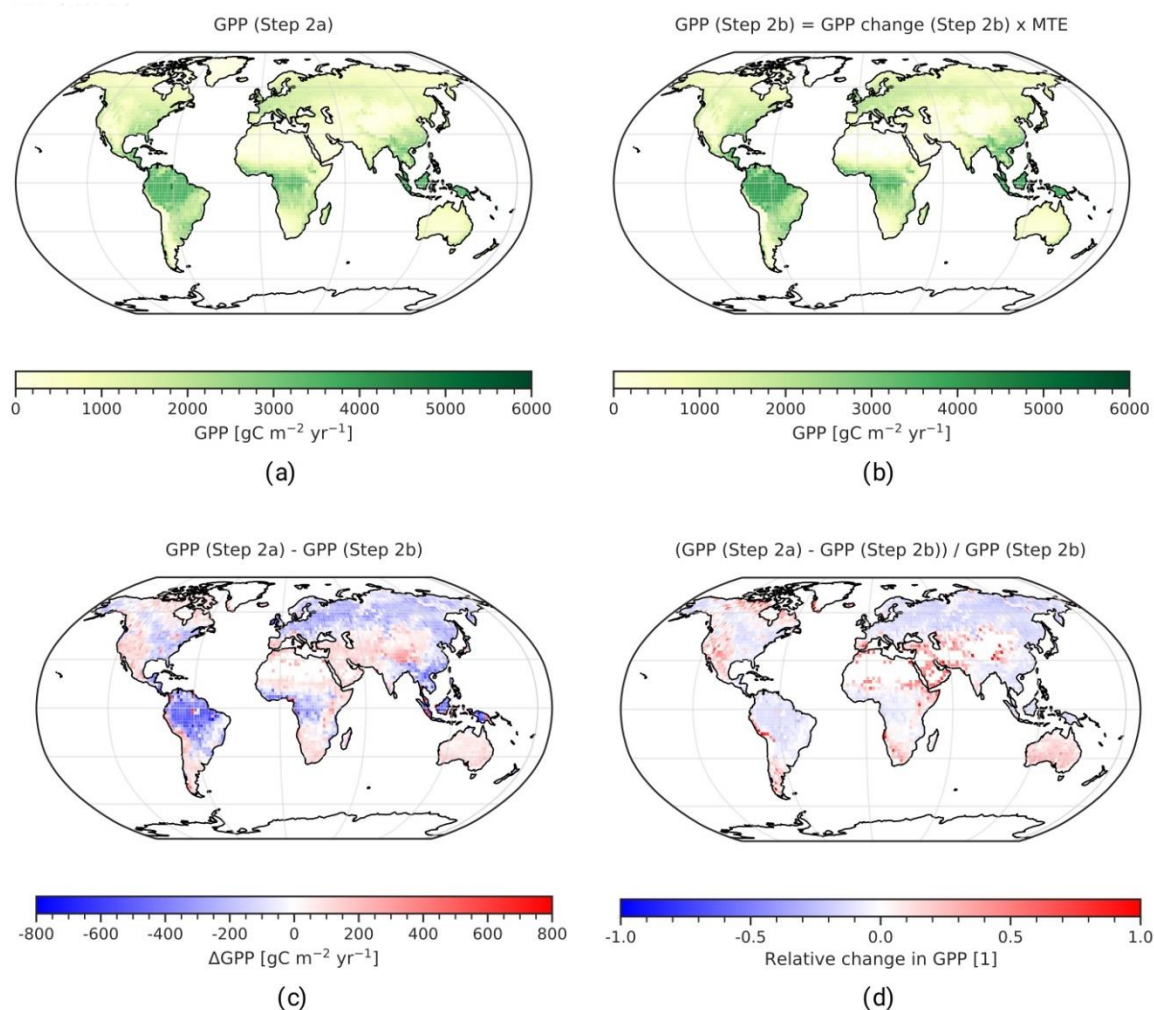 GPP (Step 2a)
GPP (Step 2b) = GPP change (Step 2b) x MTE
0 1000 2000 3000 4000 5000 6000
GPP [gC m⁻² yr⁻¹]
(a)
0 1000 2000 3000 4000 5000 6000
GPP [gC m⁻² yr⁻¹]
(b)
GPP (Step 2a) - GPP (Step 2b)
(GPP (Step 2a) - GPP (Step 2b)) / GPP (Step 2b)
-800 -600 -400 -200 0 200 400 600 800
ΔGPP [gC m⁻² yr⁻¹]
(c)
-1.0 -0.5 0.0 0.5 1.0
Relative change in GPP [1]
(d)